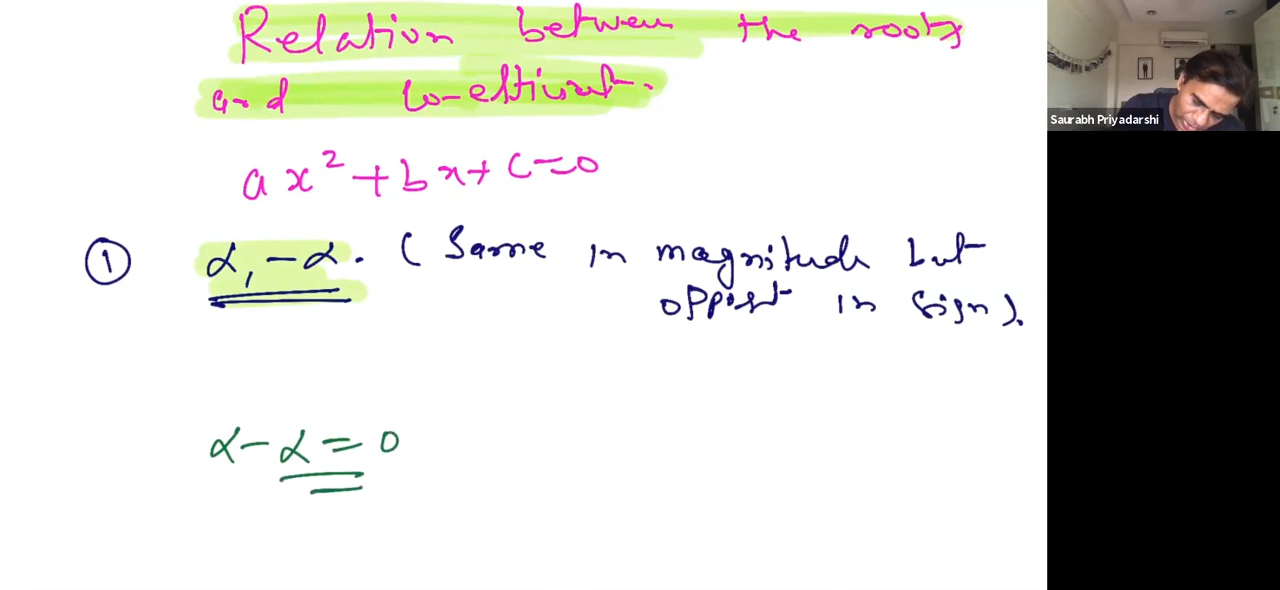 Relation between the roots
and co-efficient.
ax² + bx + c = 0
① α, -α. (Same in magnitude but
opposit in sign).
α - α = 0
Saurabh Priyadarshi